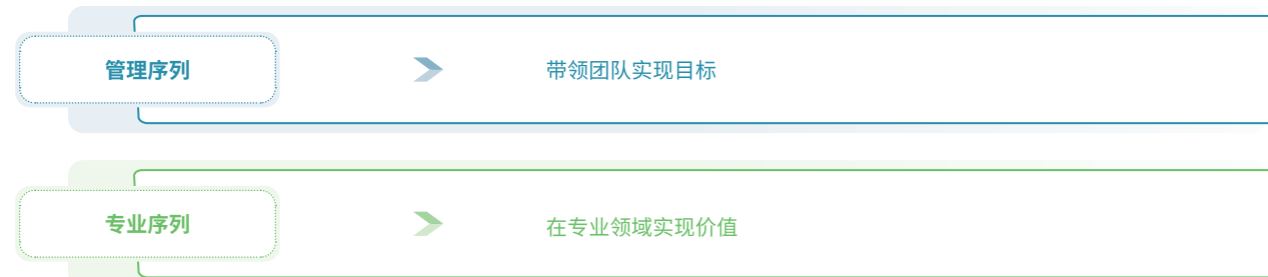 管理序列
带领团队实现目标
专业序列
在专业领域实现价值